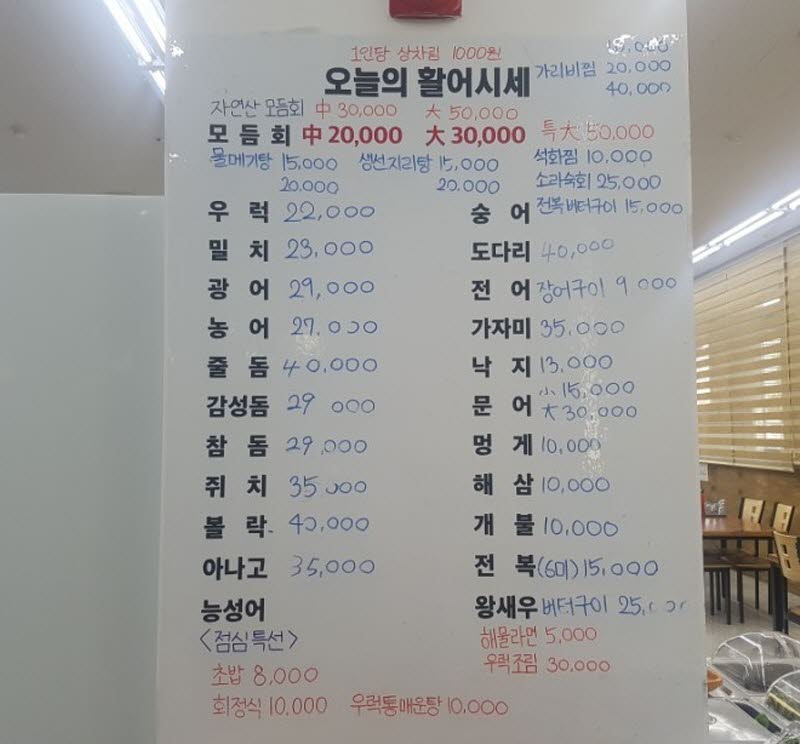 1인당 상차림 1000원
오늘의 활어시세 가리비찜 20,000
40,000
자연산 모듬회 中 30,000 大 50,000
모듬회 中 20,000 大 30,000 特大 50,000
물메기탕 15,000 생선지리탕 15,000 석화찜 10,000
20,000 20,000 소라숙회 25,000
우럭 22,000 숭어 전복버터구이 15,000
밀치 23,000 도다리 40,000
광어 29,000 전어 장어구이 9 000
농어 27,000 가자미 35,000
줄돔 40,000 낙지 13,000
감성돔 29 000 문어 小 15,000
大 30,000
참돔 29,000 멍게 10,000
쥐치 35,000 해삼 10,000
볼락 40,000 개불 10,000
아나고 35,000 전복 (6미) 15,000
능성어 왕새우 버터구이 25,000
<점심특선> 해물라면 5,000
초밥 8,000 우럭조림 30,000
회정식 10,000 우럭통매운탕 10,000